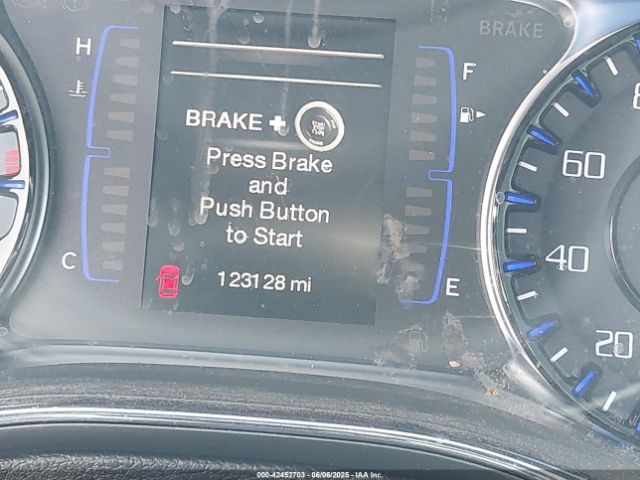 BRAKE
H
F
BRAKE +
Press Brake
and
Push Button
to Start
C
E
123128 mi
60
40
20
000-42452703 - 06/06/2025 - IAA Inc.